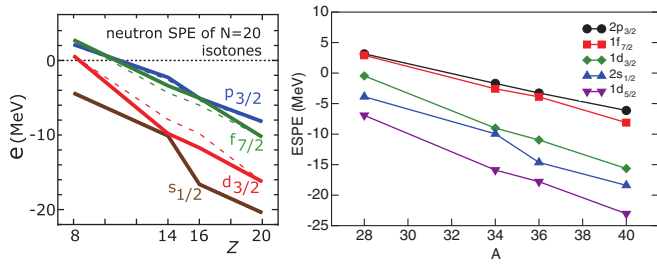 neutron SPE of N=20
isotones
0
-10
-20
e (MeV)
p3/2
f7/2
d3/2
s1/2
8
14
16
20
Z
10
5
0
-5
-10
-15
-20
-25
ESPE (MeV)
2p3/2
1f7/2
1d3/2
2s1/2
1d5/2
28
30
32
34
36
38
40
A